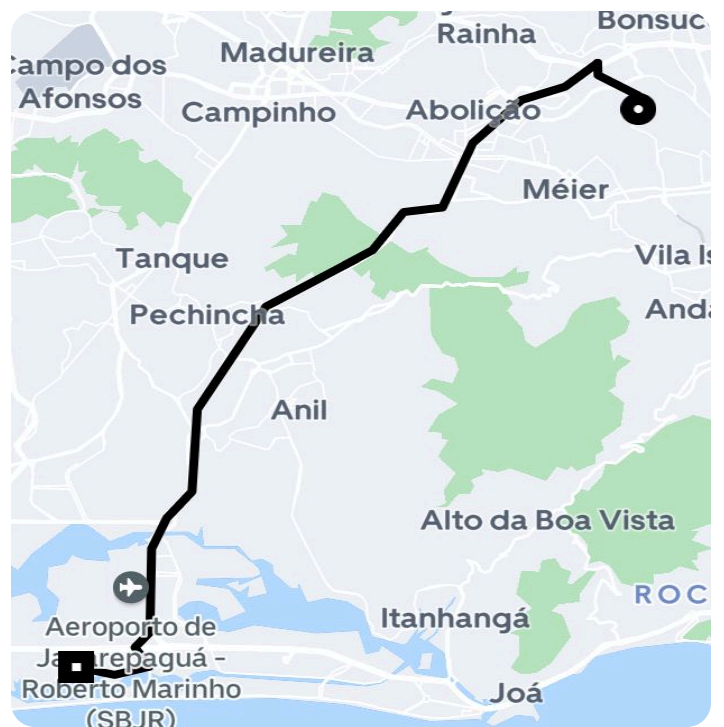 Bonsuc
Rainha
Madureira
Campo dos
Afonsos
Campinho
Abolição
Méier
Tanque
Vila Is
Pechincha
Anda
Anil
Alto da Boa Vista
ROC
Itanhangá
Aeroporto de
Jacarepaguá -
Roberto Marinho
(SBJR)
Joá